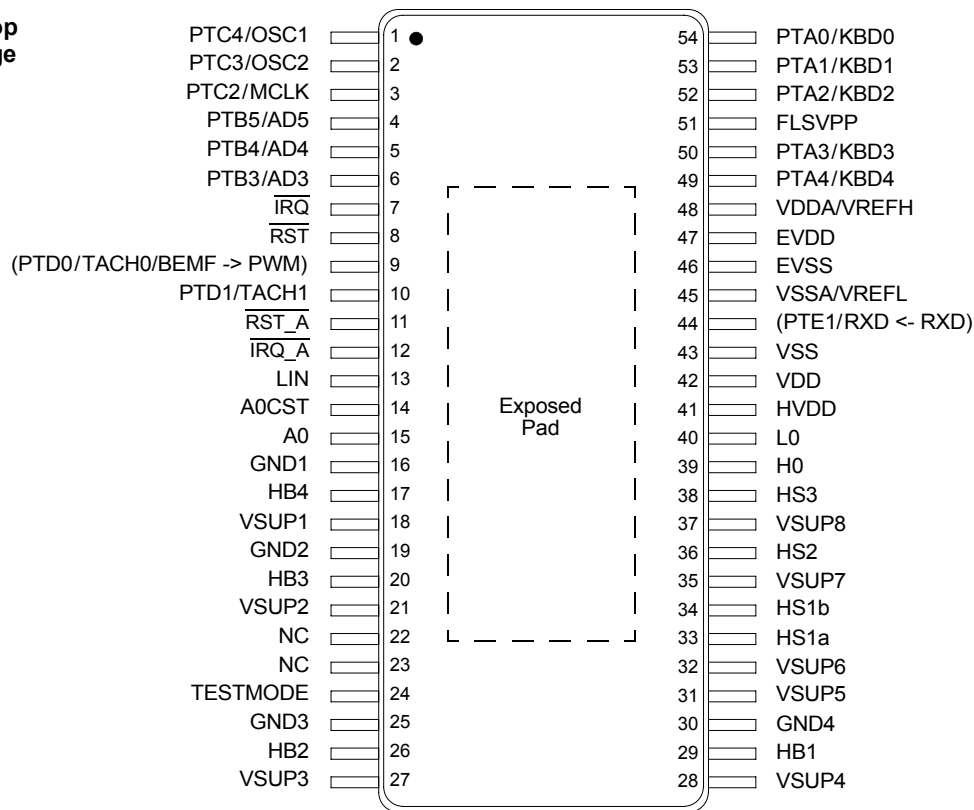 op
ge
PTC4/OSC1 1 54 PTA0/KBD0
PTC3/OSC2 2 53 PTA1/KBD1
PTC2/MCLK 3 52 PTA2/KBD2
PTB5/AD5 4 51 FLSVPP
PTB4/AD4 5 50 PTA3/KBD3
PTB3/AD3 6 49 PTA4/KBD4
IRQ 7 48 VDDA/VREFH
RST 8 47 EVDD
(PTD0/TACH0/BEMF -> PWM) 9 46 EVSS
PTD1/TACH1 10 45 VSSA/VREFL
RST_A 11 44 (PTE1/RXD <- RXD)
IRQ_A 12 43 VSS
LIN 13 42 VDD
A0CST 14 41 HVDD
A0 15 40 L0
GND1 16 39 H0
HB4 17 38 HS3
VSUP1 18 37 VSUP8
GND2 19 36 HS2
HB3 20 35 VSUP7
VSUP2 21 34 HS1b
NC 22 33 HS1a
NC 23 32 VSUP6
TESTMODE 24 31 VSUP5
GND3 25 30 GND4
HB2 26 29 HB1
VSUP3 27 28 VSUP4
Exposed
Pad